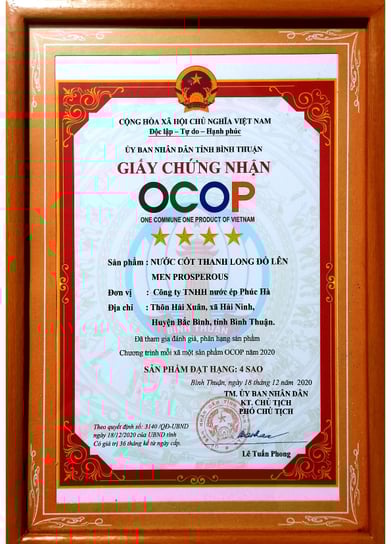 CỘNG HÒA XÃ HỘI CHỦ NGHĨA VIỆT NAM
Độc lập – Tự do – Hạnh phúc
ỦY BAN NHÂN DÂN TỈNH BÌNH THUẬN
GIẤY CHỨNG NHẬN
OCOP
ONE COMMUNE ONE PRODUCT OF VIETNAM
Sản phẩm : NƯỚC CỐT THANH LONG ĐỎ LÊN
MEN PROSPEROUS
Đơn vị : Công ty TNHH nước ép Phúc Hà
Địa chỉ : Thôn Hải Xuân, xã Hải Ninh,
Huyện Bắc Bình, tỉnh Bình Thuận.
Đã tham gia đánh giá, phân hạng sản phẩm
Chương trình mỗi xã một sản phẩm OCOP năm 2020
SẢN PHẨM ĐẠT HẠNG: 4 SAO
Bình Thuận, ngày 18 tháng 12 năm 2020
TM. ỦY BAN NHÂN DÂN
KT. CHỦ TỊCH
PHÓ CHỦ TỊCH
Theo quyết định số: 3140 /QĐ-UBND
ngày 18/12/2020 của UBND tỉnh
Có giá trị 36 tháng kể từ ngày cấp.
Lê Tuấn Phong